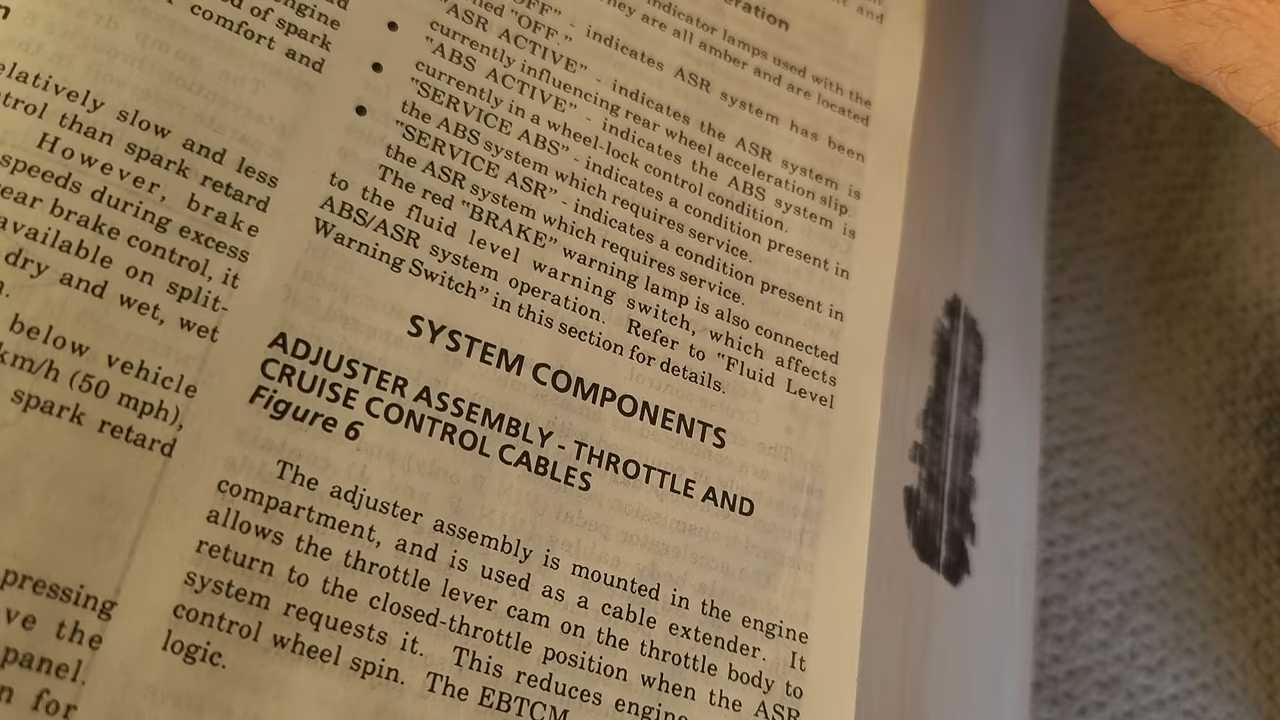 engine
of spark
comfort and
elatively slow and less
trol than spark retard
However, brake
speeds during excess
ear brake control, it
available on split-
dry and wet, wet
below vehicle
km/h (50 mph),
spark retard
pressing
ve the
panel.
n for
eration
indicator lamps used with the
they are all amber and are located
OFF" - indicates ASR system has been
"OFF."
"ASR ACTIVE" - indicates the ASR system is
currently influencing rear wheel acceleration slip.
"ABS ACTIVE" - indicates the ABS system is
currently in a wheel-lock control condition.
• "SERVICE ABS" - indicates a condition present in
the ABS system which requires service.
• "SERVICE ASR" - indicates a condition present in
the ASR system which requires service.
The red "BRAKE" warning lamp is also connected
to the fluid level warning switch, which affects
ABS/ASR system operation. Refer to "Fluid Level
Warning Switch" in this section for details.
SYSTEM COMPONENTS
ADJUSTER ASSEMBLY - THROTTLE AND
CRUISE CONTROL CABLES
Figure 6
The adjuster assembly is mounted in the engine
compartment, and is used as a cable extender. It
allows the throttle lever cam on the throttle body to
return to the closed-throttle position when the ASR
system requests it. This reduces engine
control wheel spin. The EBTCM
logic.